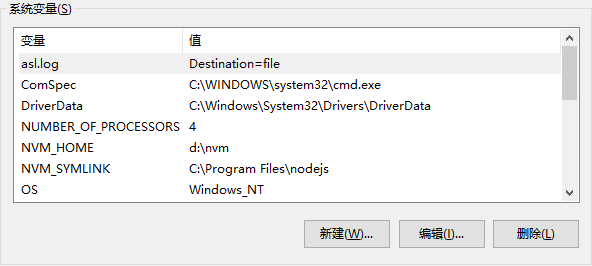 系统变量(S)
变量 值
asl.log Destination=file
ComSpec C:\WINDOWS\system32\cmd.exe
DriverData C:\Windows\System32\Drivers\DriverData
NUMBER_OF_PROCESSORS 4
NVM_HOME d:\nvm
NVM_SYMLINK C:\Program Files\nodejs
OS Windows_NT
新建(W)... 编辑(I)... 删除(L)